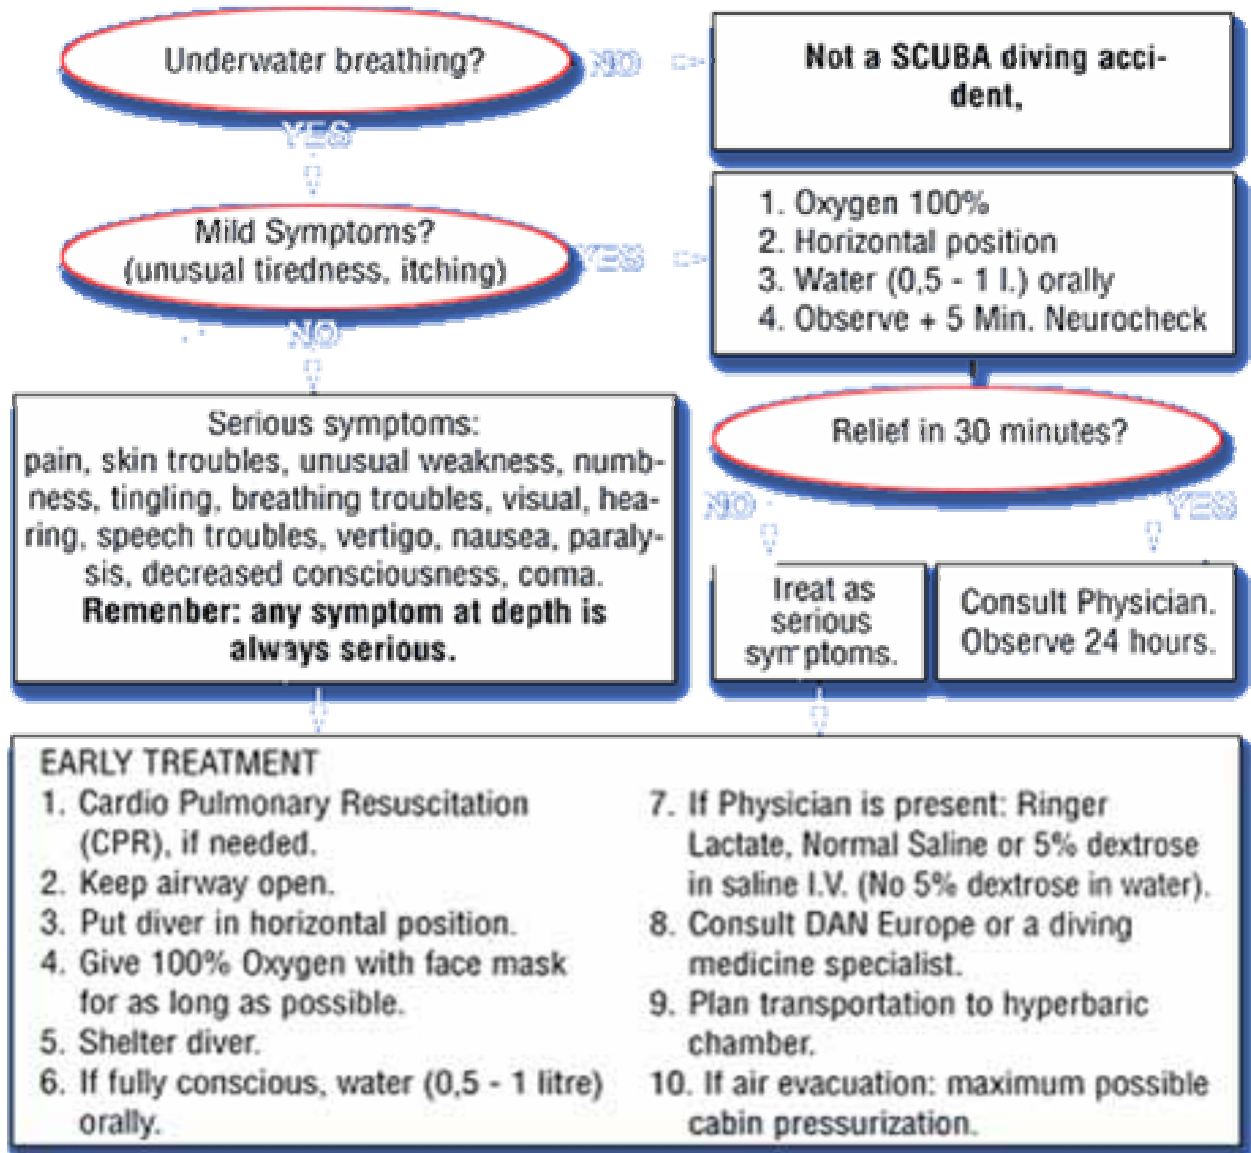 Underwater breathing?
NO
Not a SCUBA diving acci-
dent,
YES
Mild Symptoms?
(unusual tiredness, itching)
YES
1. Oxygen 100%
2. Horizontal position
3. Water (0,5 - 1 l.) orally
4. Observe + 5 Min. Neurocheck
NO
Serious symptoms:
pain, skin troubles, unusual weakness, numb-
ness, tingling, breathing troubles, visual, hea-
ring, speech troubles, vertigo, nausea, paraly-
sis, decreased consciousness, coma.
Remenber: any symptom at depth is
always serious.
Relief in 30 minutes?
NO
YES
Treat as
serious
symptoms.
Consult Physician.
Observe 24 hours.
EARLY TREATMENT
1. Cardio Pulmonary Resuscitation
(CPR), if needed.
2. Keep airway open.
3. Put diver in horizontal position.
4. Give 100% Oxygen with face mask
for as long as possible.
5. Shelter diver.
6. If fully conscious, water (0,5 - 1 litre)
orally.
7. If Physician is present: Ringer
Lactate, Normal Saline or 5% dextrose
in saline I.V. (No 5% dextrose in water).
8. Consult DAN Europe or a diving
medicine specialist.
9. Plan transportation to hyperbaric
chamber.
10. If air evacuation: maximum possible
cabin pressurization.